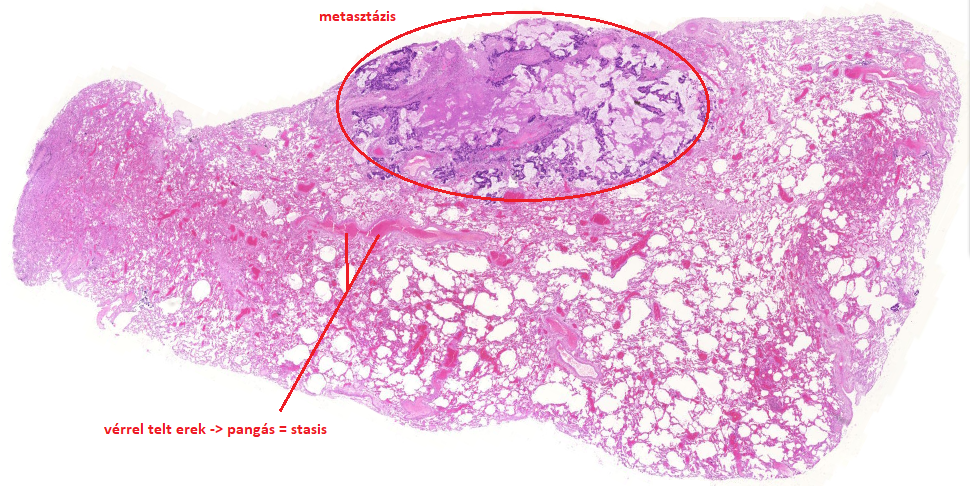 metasztázis
vérrel telt erek -> pangás = stasis